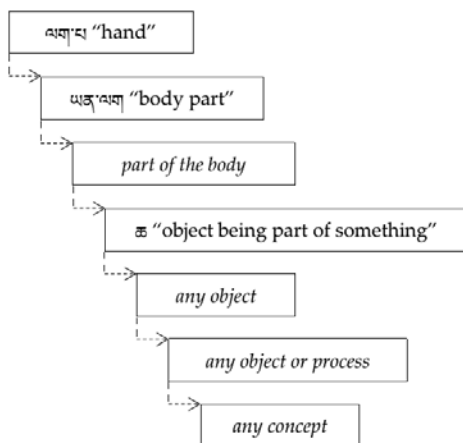 ལག་པ “hand”
ཡན་ལག “body part”
part of the body
ཆ “object being part of something”
any object
any object or process
any concept